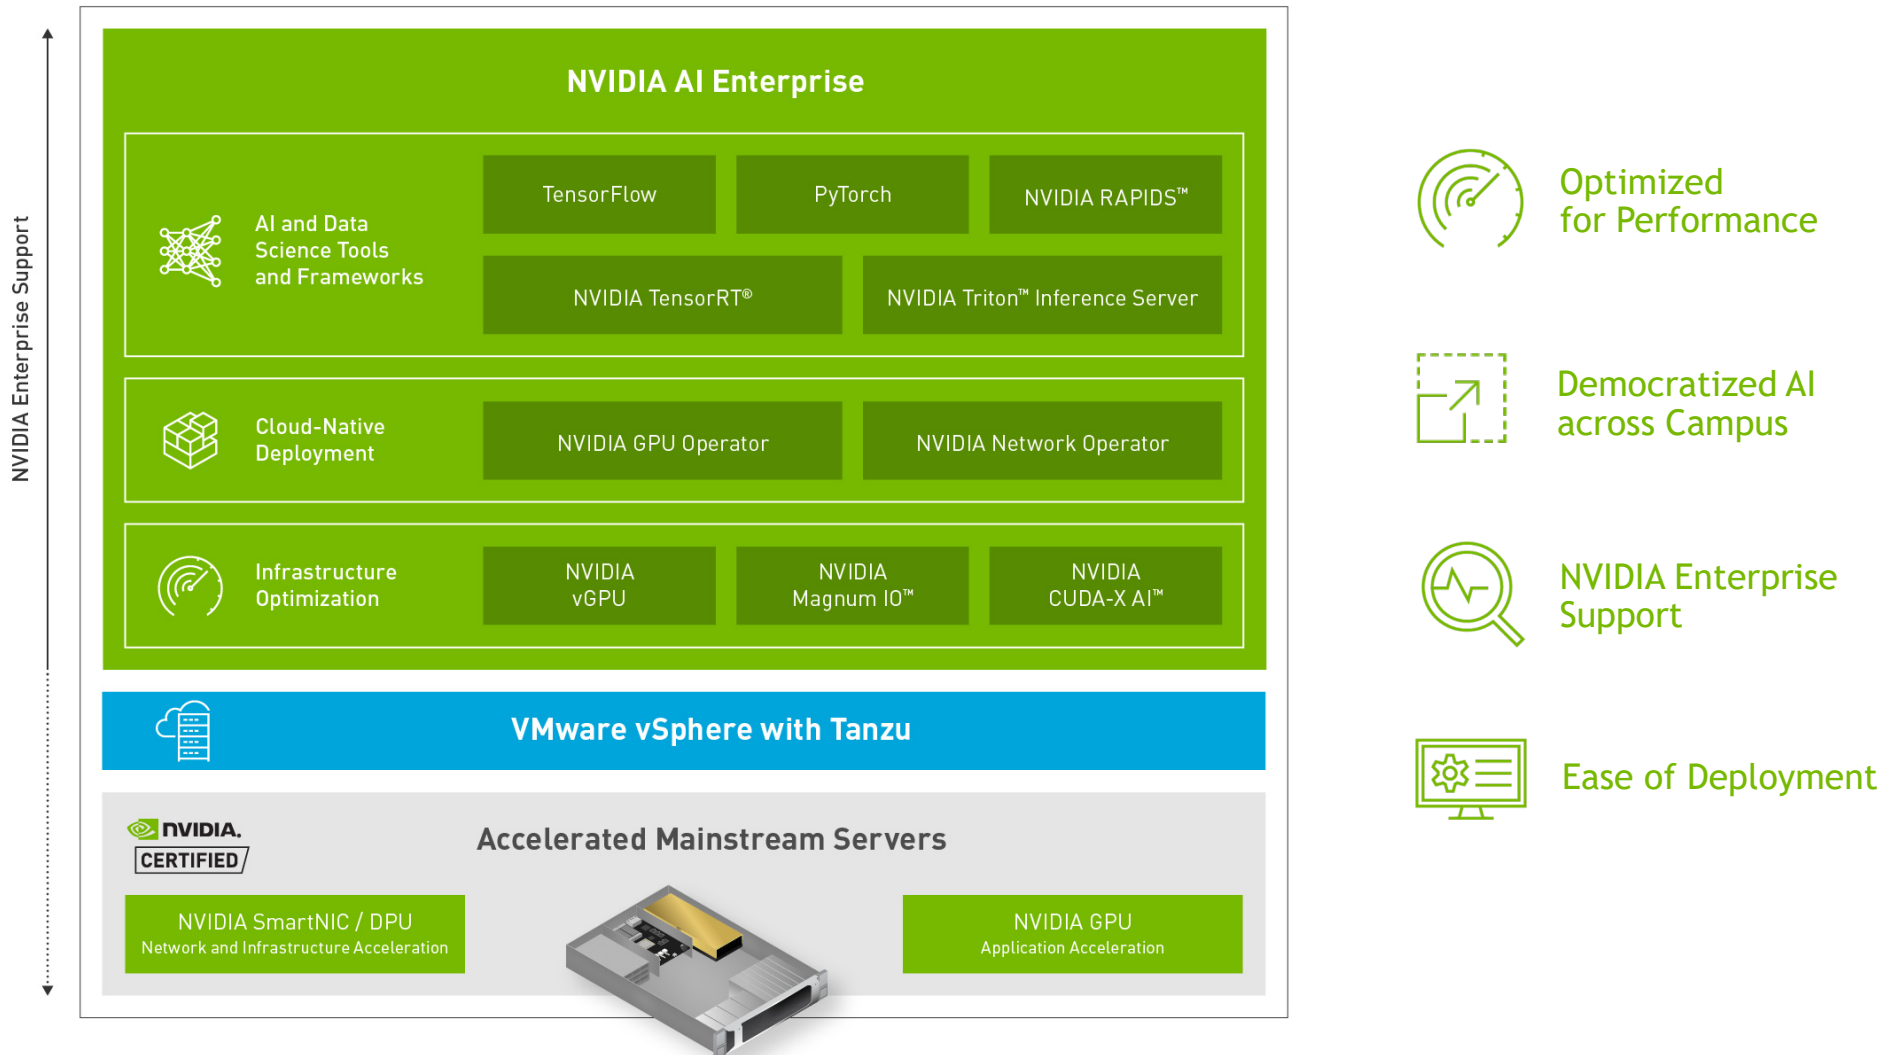 NVIDIA Enterprise Support
NVIDIA AI Enterprise
AI and Data
Science Tools
and Frameworks
TensorFlow
PyTorch
NVIDIA RAPIDS™
NVIDIA TensorRT®
NVIDIA Triton™ Inference Server
Cloud-Native
Deployment
NVIDIA GPU Operator
NVIDIA Network Operator
Infrastructure
Optimization
NVIDIA
vGPU
NVIDIA
Magnum IO™
NVIDIA
CUDA-X AI™
VMware vSphere with Tanzu
NVIDIA.
CERTIFIED
Accelerated Mainstream Servers
NVIDIA SmartNIC / DPU
Network and Infrastructure Acceleration
NVIDIA GPU
Application Acceleration
Optimized
for Performance
Democratized AI
across Campus
NVIDIA Enterprise
Support
Ease of Deployment